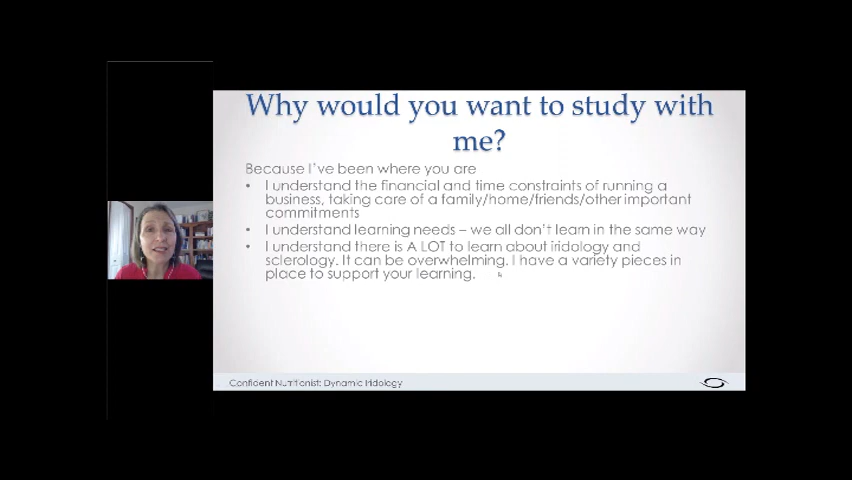 Why would you want to study with
me?
Because I've been where you are
• I understand the financial and time constraints of running a
business, taking care of a family/home/friends/other important
commitments
• I understand learning needs – we all don't learn in the same way
• I understand there is A LOT to learn about iridology and
sclerology. It can be overwhelming. I have a variety pieces in
place to support your learning.
Confident Nutritionist: Dynamic Iridology